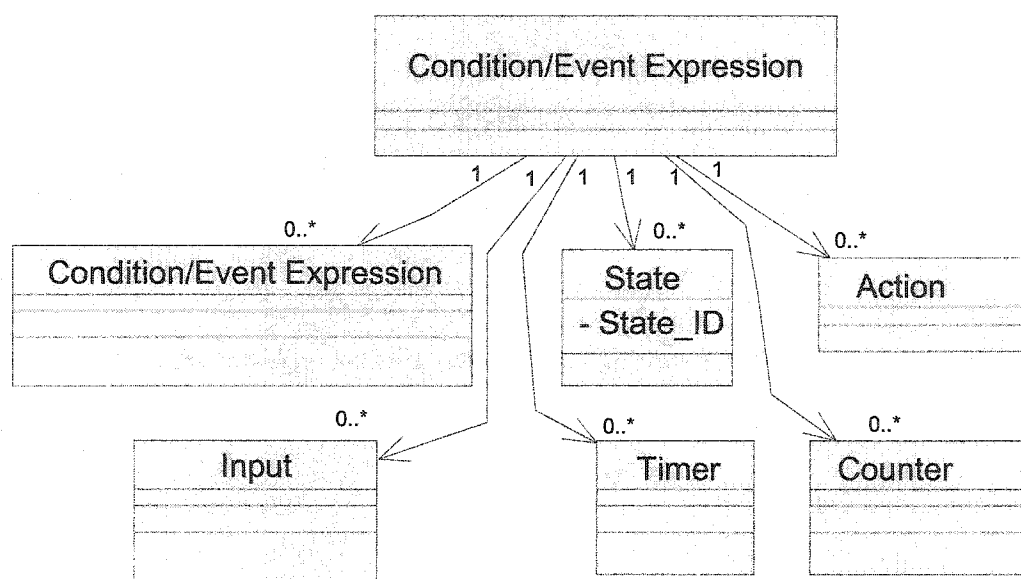 Condition/Event Expression
1 1 1 1 1 1
0..*
0..*
0..*
Condition/Event Expression
State
- State_ID
Action
0..*
0..*
0..*
Input
Timer
Counter